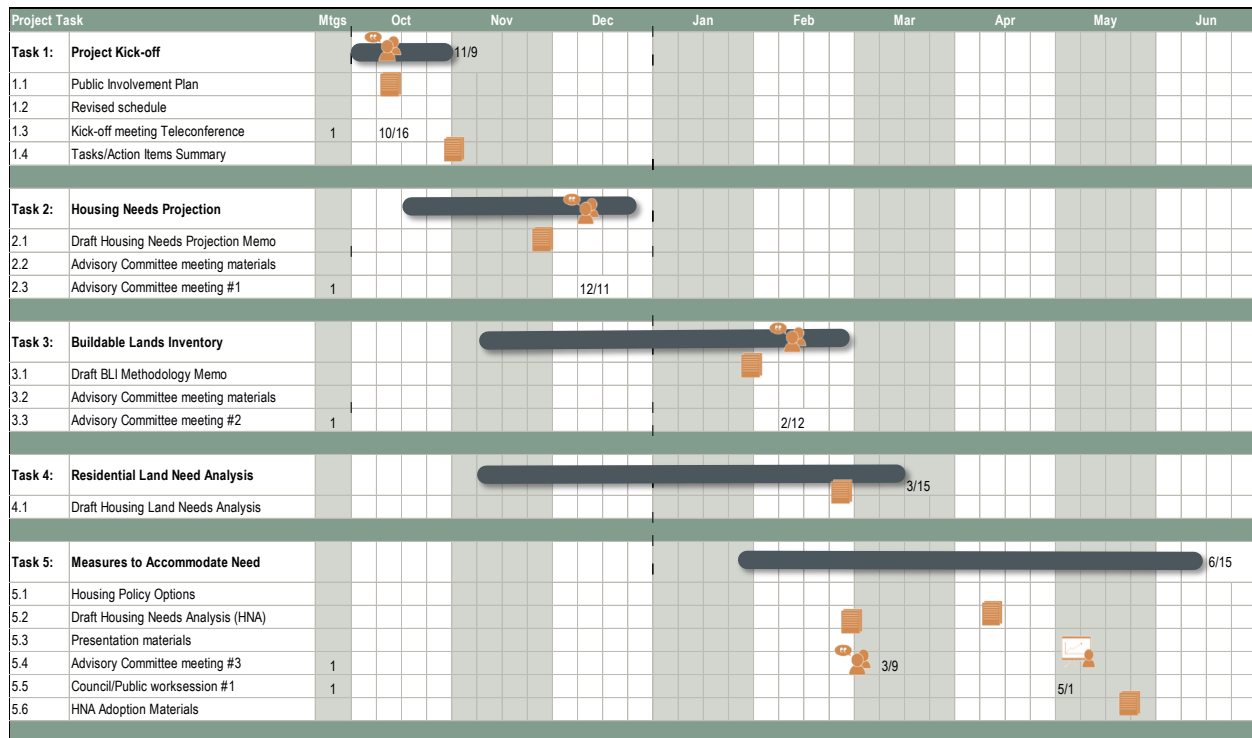 Project Task Mtgs Oct Nov Dec Jan Feb Mar Apr May Jun
Task 1: Project Kick-off 11/9
1.1 Public Involvement Plan
1.2 Revised schedule
1.3 Kick-off meeting Teleconference 1 10/16
1.4 Tasks/Action Items Summary
Task 2: Housing Needs Projection
2.1 Draft Housing Needs Projection Memo
2.2 Advisory Committee meeting materials
2.3 Advisory Committee meeting #1 1 12/11
Task 3: Buildable Lands Inventory
3.1 Draft BLI Methodology Memo
3.2 Advisory Committee meeting materials
3.3 Advisory Committee meeting #2 1 2/12
Task 4: Residential Land Need Analysis 3/15
4.1 Draft Housing Land Needs Analysis
Task 5: Measures to Accommodate Need 6/15
5.1 Housing Policy Options
5.2 Draft Housing Needs Analysis (HNA)
5.3 Presentation materials
5.4 Advisory Committee meeting #3 1 3/9
5.5 Council/Public worksession #1 1 5/1
5.6 HNA Adoption Materials